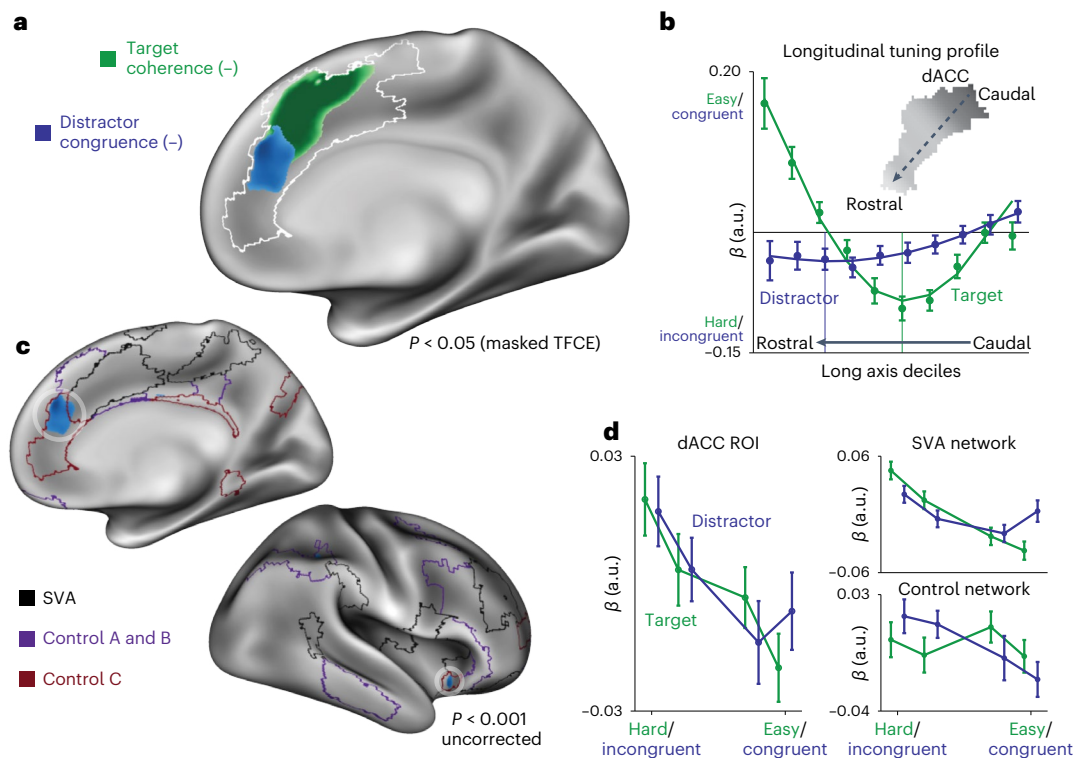 a
Target
coherence (–)
Distractor
congruence (–)
P < 0.05 (masked TFCE)
b
Longitudinal tuning profile
0.20
Easy/
congruent
dACC
Caudal
Rostral
β (a.u.)
Distractor
Target
Hard/
incongruent
Rostral
Caudal
–0.15
Long axis deciles
c
SVA
Control A and B
Control C
P < 0.001
uncorrected
d
dACC ROI
0.03
Distractor
β (a.u.)
Target
–0.03
Hard/
incongruent
Easy/
congruent
SVA network
0.06
β (a.u.)
–0.06
Control network
0.03
β (a.u.)
–0.04
Hard/
incongruent
Easy/
congruent